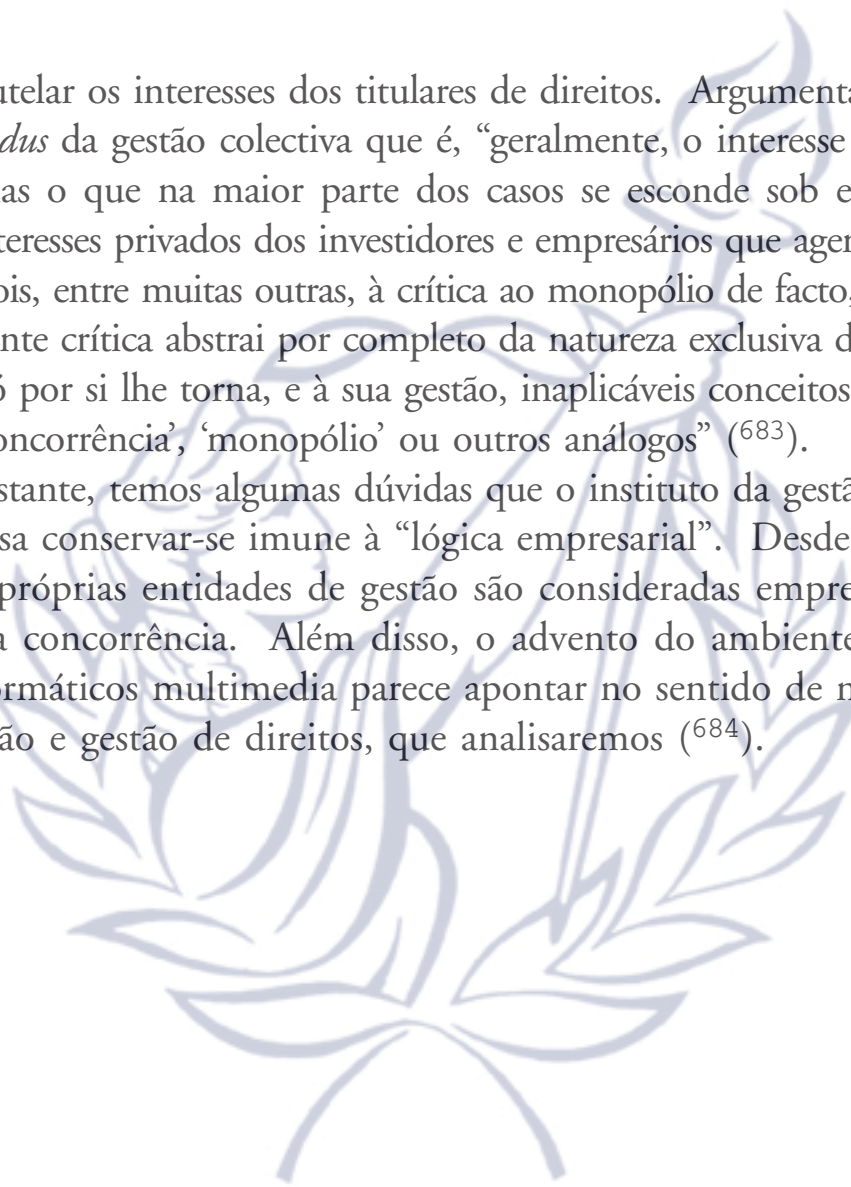 utelar os interesses dos titulares de direitos. Argumenta
dus da gestão colectiva que é, “geralmente, o interesse
as o que na maior parte dos casos se esconde sob e
teresses privados dos investidores e empresários que agen
ois, entre muitas outras, à crítica ao monopólio de facto,
nte crítica abstrai por completo da natureza exclusiva d
ó por si lhe torna, e à sua gestão, inaplicáveis conceitos
oncorrência’, ‘monopólio’ ou outros análogos” (683).
stante, temos algumas dúvidas que o instituto da gestã
sa conservar-se imune à “lógica empresarial”. Desde
próprias entidades de gestão são consideradas empre
a concorrência. Além disso, o advento do ambiente
ormáticos multimedia parece apontar no sentido de n
ão e gestão de direitos, que analisaremos (684).